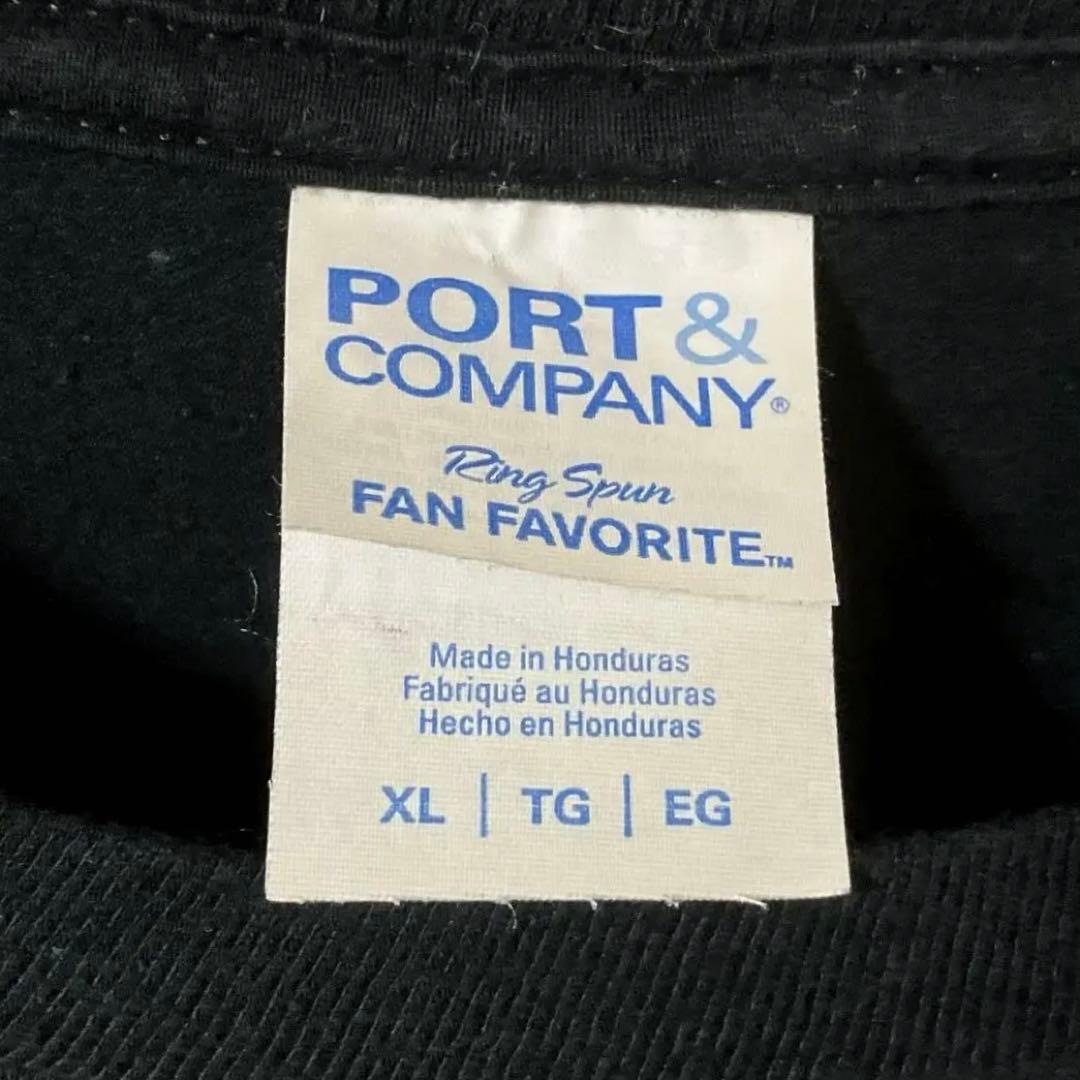 PORT &
COMPANY®
Ring Spun
FAN FAVORITE™
Made in Honduras
Fabriqué au Honduras
Hecho en Honduras
XL | TG | EG